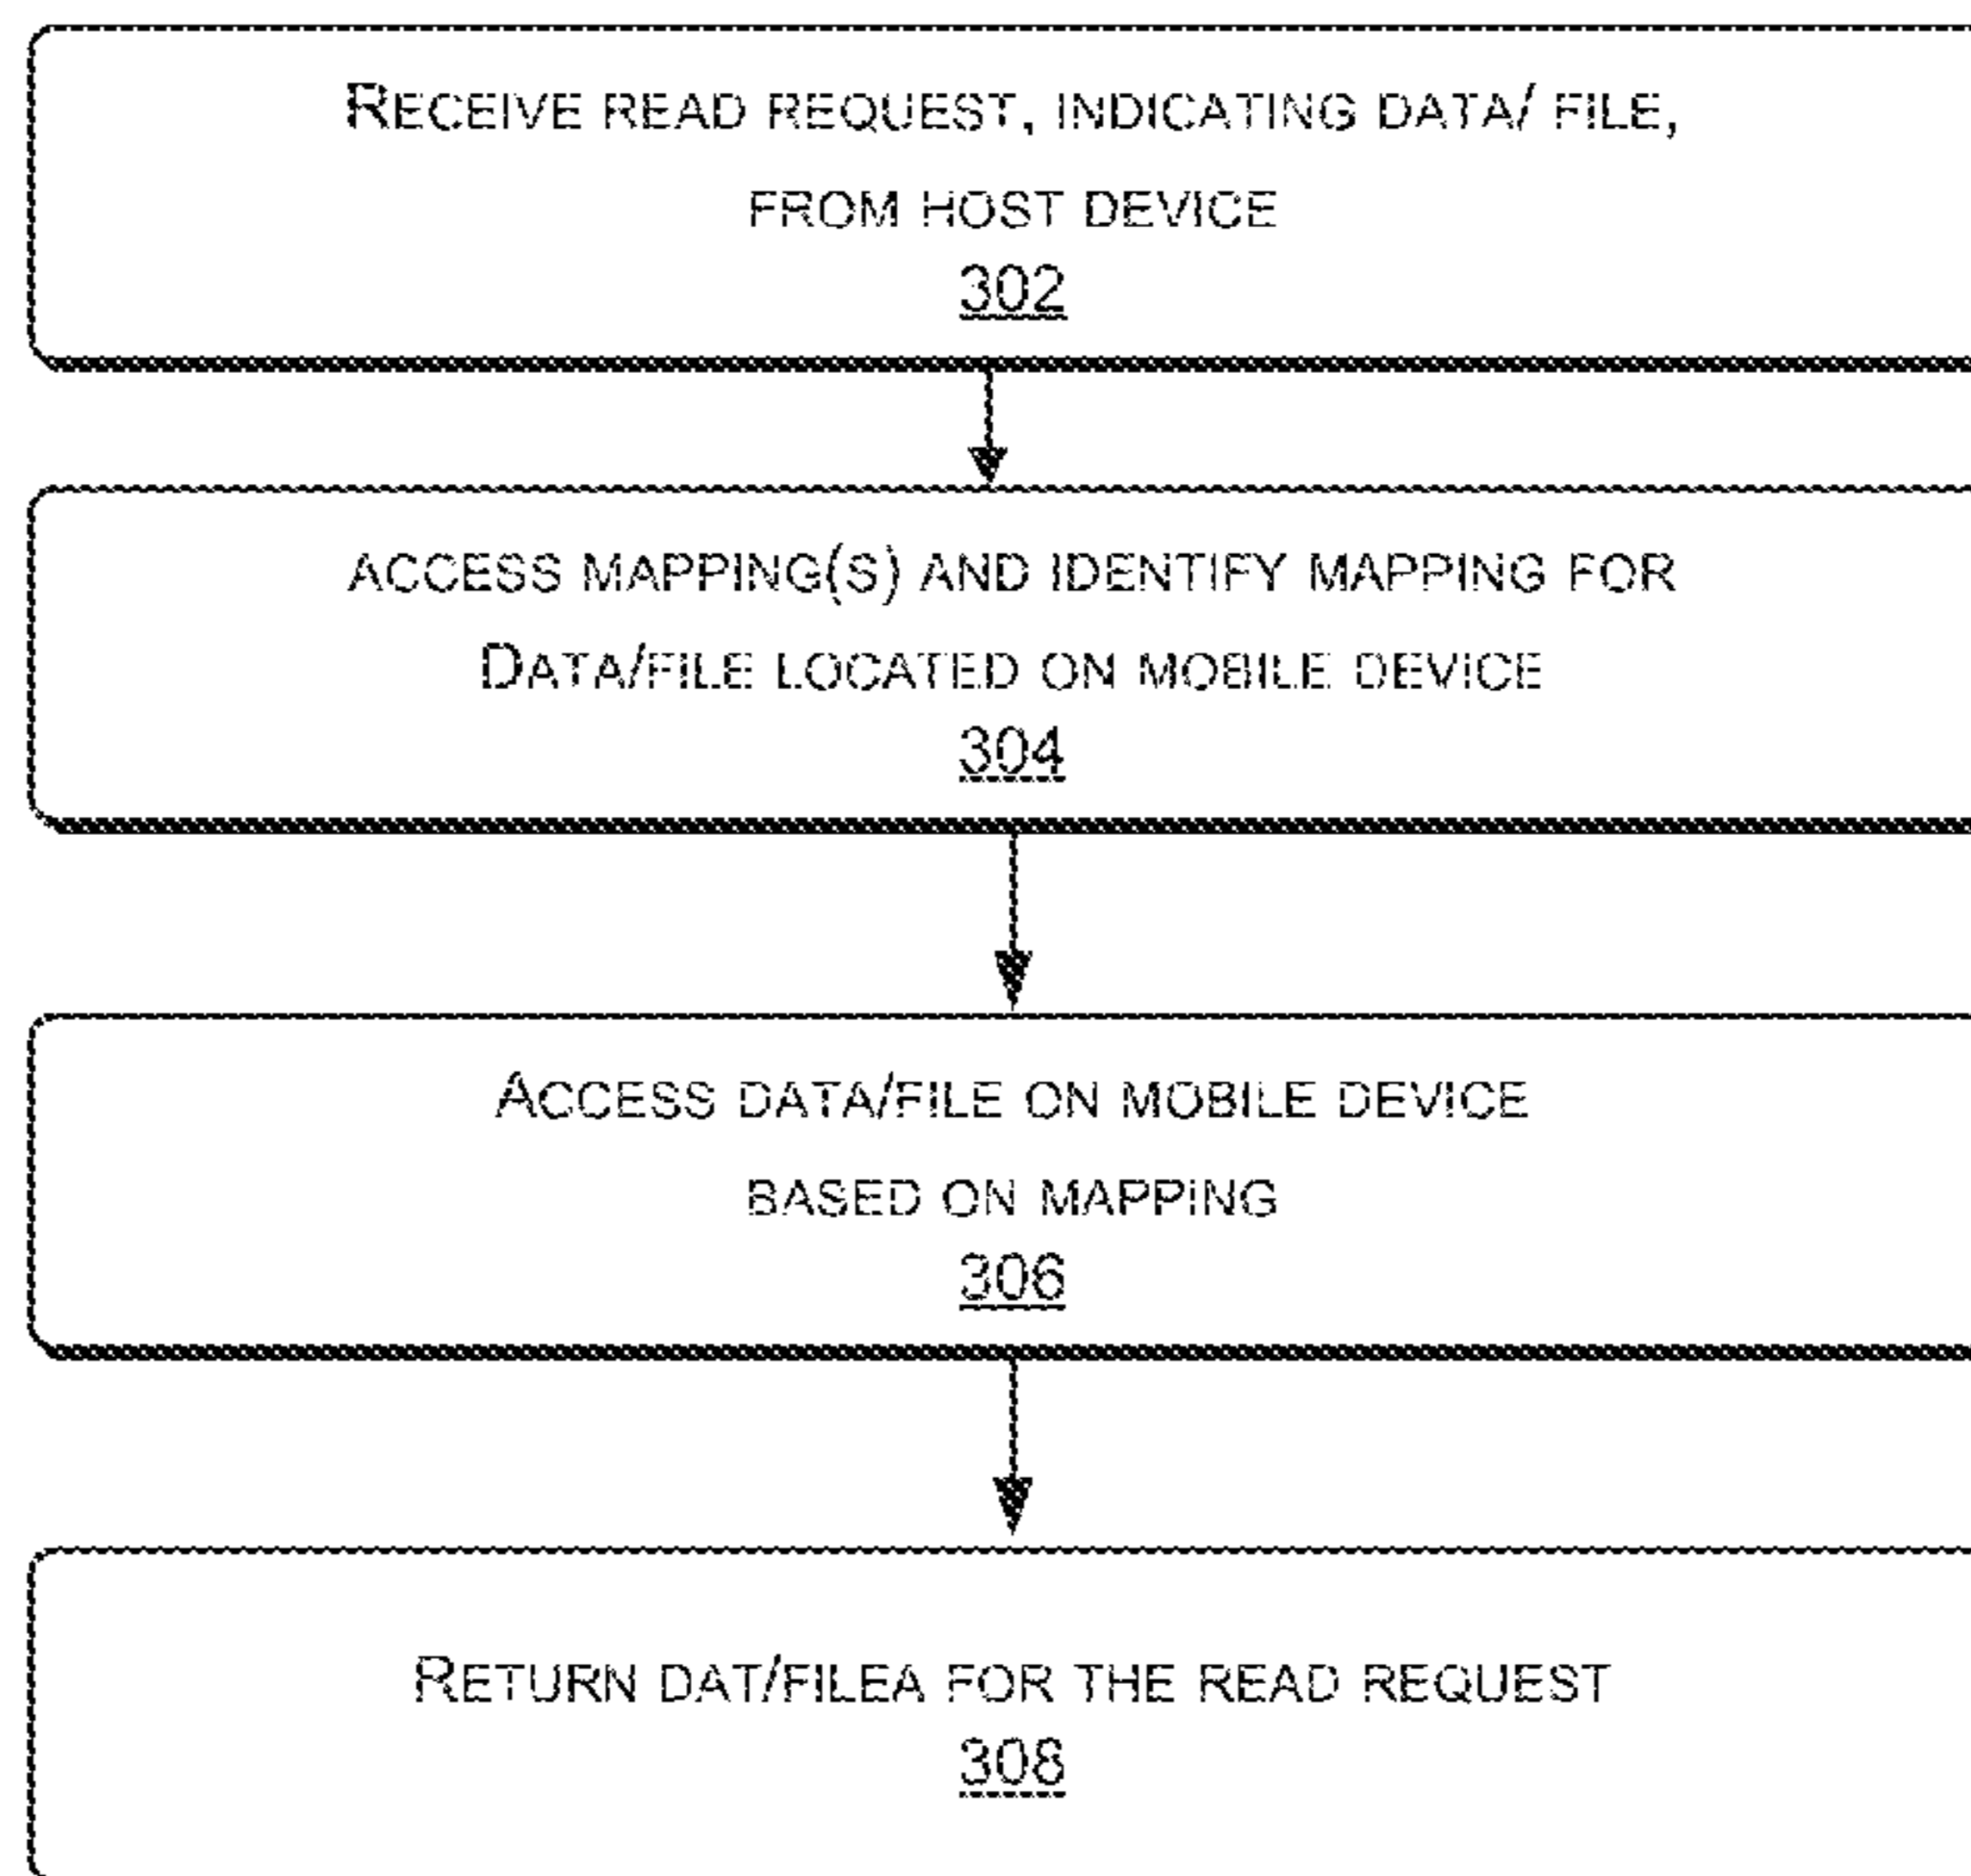 RECEIVE READ REQUEST, INDICATING DATA/ FILE,
FROM HOST DEVICE
302
ACCESS MAPPING(S) AND IDENTIFY MAPPING FOR
DATA/FILE LOCATED ON MOBILE DEVICE
304
ACCESS DATA/FILE ON MOBILE DEVICE
BASED ON MAPPING
306
RETURN DAT/FILEA FOR THE READ REQUEST
308